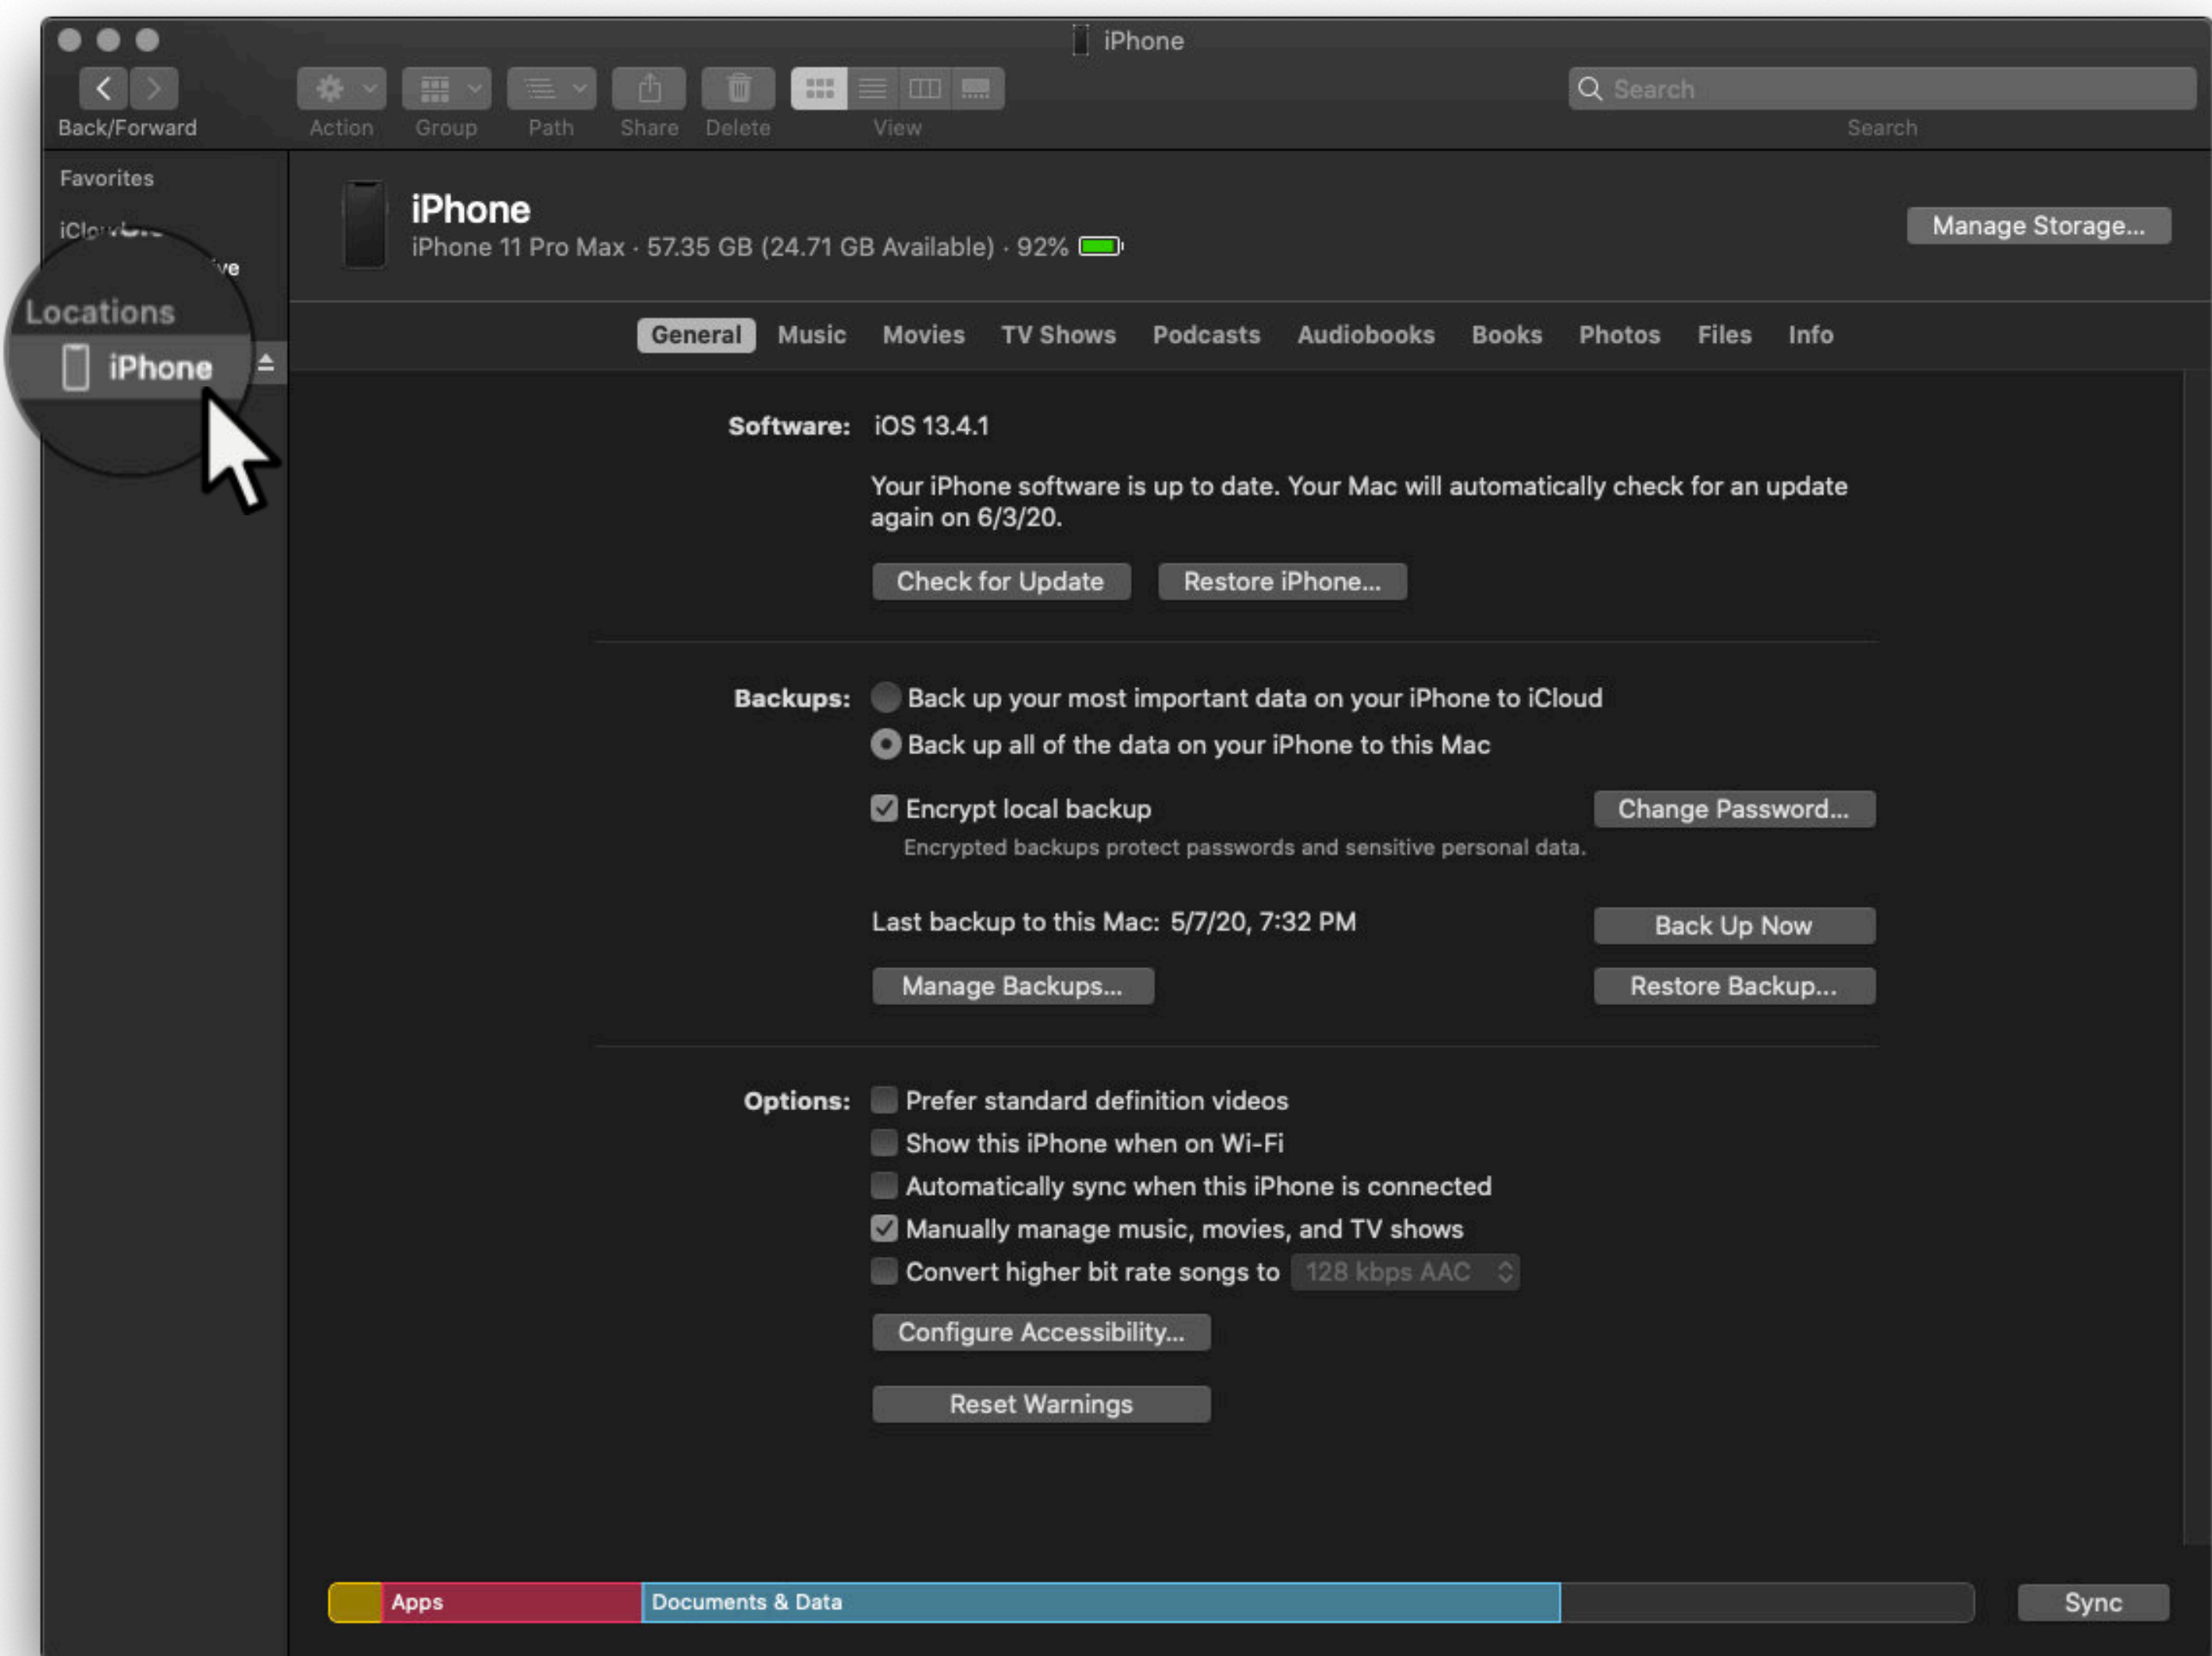 iPhone
Search
Back/Forward
Action
Group
Path
Share
Delete
View
Search
Favorites
Locations
iPhone
iPhone
iPhone 11 Pro Max · 57.35 GB (24.71 GB Available) · 92%
Manage Storage...
General Music Movies TV Shows Podcasts Audiobooks Books Photos Files Info
Software: iOS 13.4.1
Your iPhone software is up to date. Your Mac will automatically check for an update
again on 6/3/20.
Check for Update Restore iPhone...
Backups: Back up your most important data on your iPhone to iCloud
Back up all of the data on your iPhone to this Mac
Encrypt local backup Change Password...
Encrypted backups protect passwords and sensitive personal data.
Last backup to this Mac: 5/7/20, 7:32 PM Back Up Now
Manage Backups... Restore Backup...
Options: Prefer standard definition videos
Show this iPhone when on Wi-Fi
Automatically sync when this iPhone is connected
Manually manage music, movies, and TV shows
Convert higher bit rate songs to 128 kbps AAC
Configure Accessibility...
Reset Warnings
Apps Documents & Data Sync